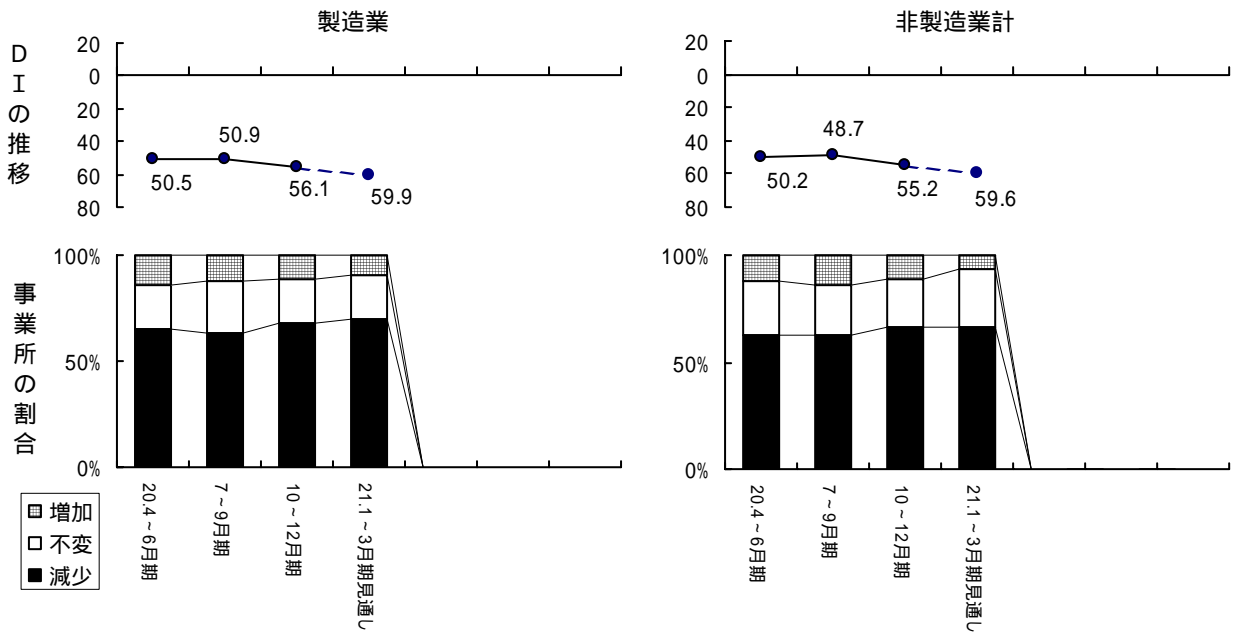 製造業
DIの推移
20
0
20
40
60
80
50.5
50.9
56.1
59.9
事業所の割合
100%
50%
0%
20.4~6月期
7~9月期
10~12月期
21.1~3月期見通し
増加
不変
減少
非製造業計
20
0
20
40
60
80
50.2
48.7
55.2
59.6
100%
50%
0%
20.4~6月期
7~9月期
10~12月期
21.1~3月期見通し